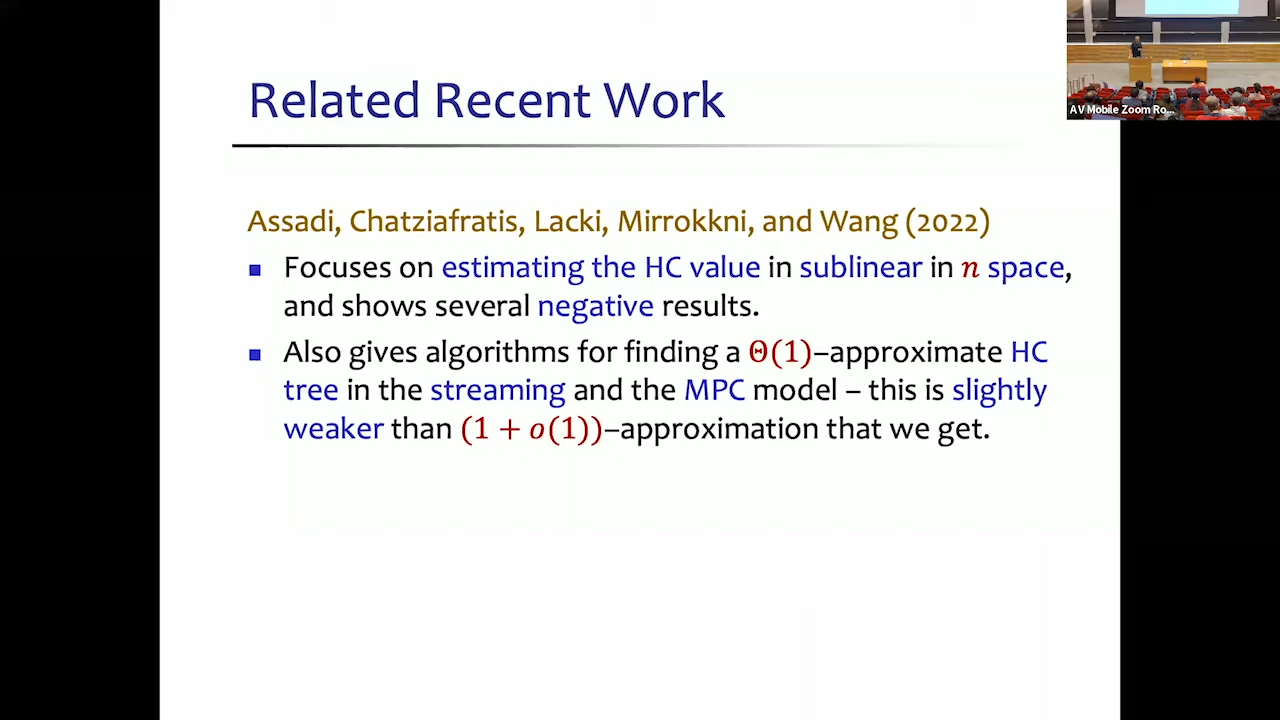 Related Recent Work
Assadi, Chatziafratis, Lacki, Mirrokkni, and Wang (2022)
▪ Focuses on estimating the HC value in sublinear in n space,
and shows several negative results.
▪ Also gives algorithms for finding a Θ(1)–approximate HC
tree in the streaming and the MPC model – this is slightly
weaker than (1 + o(1))–approximation that we get.
AV Mobile Zoom Ro...